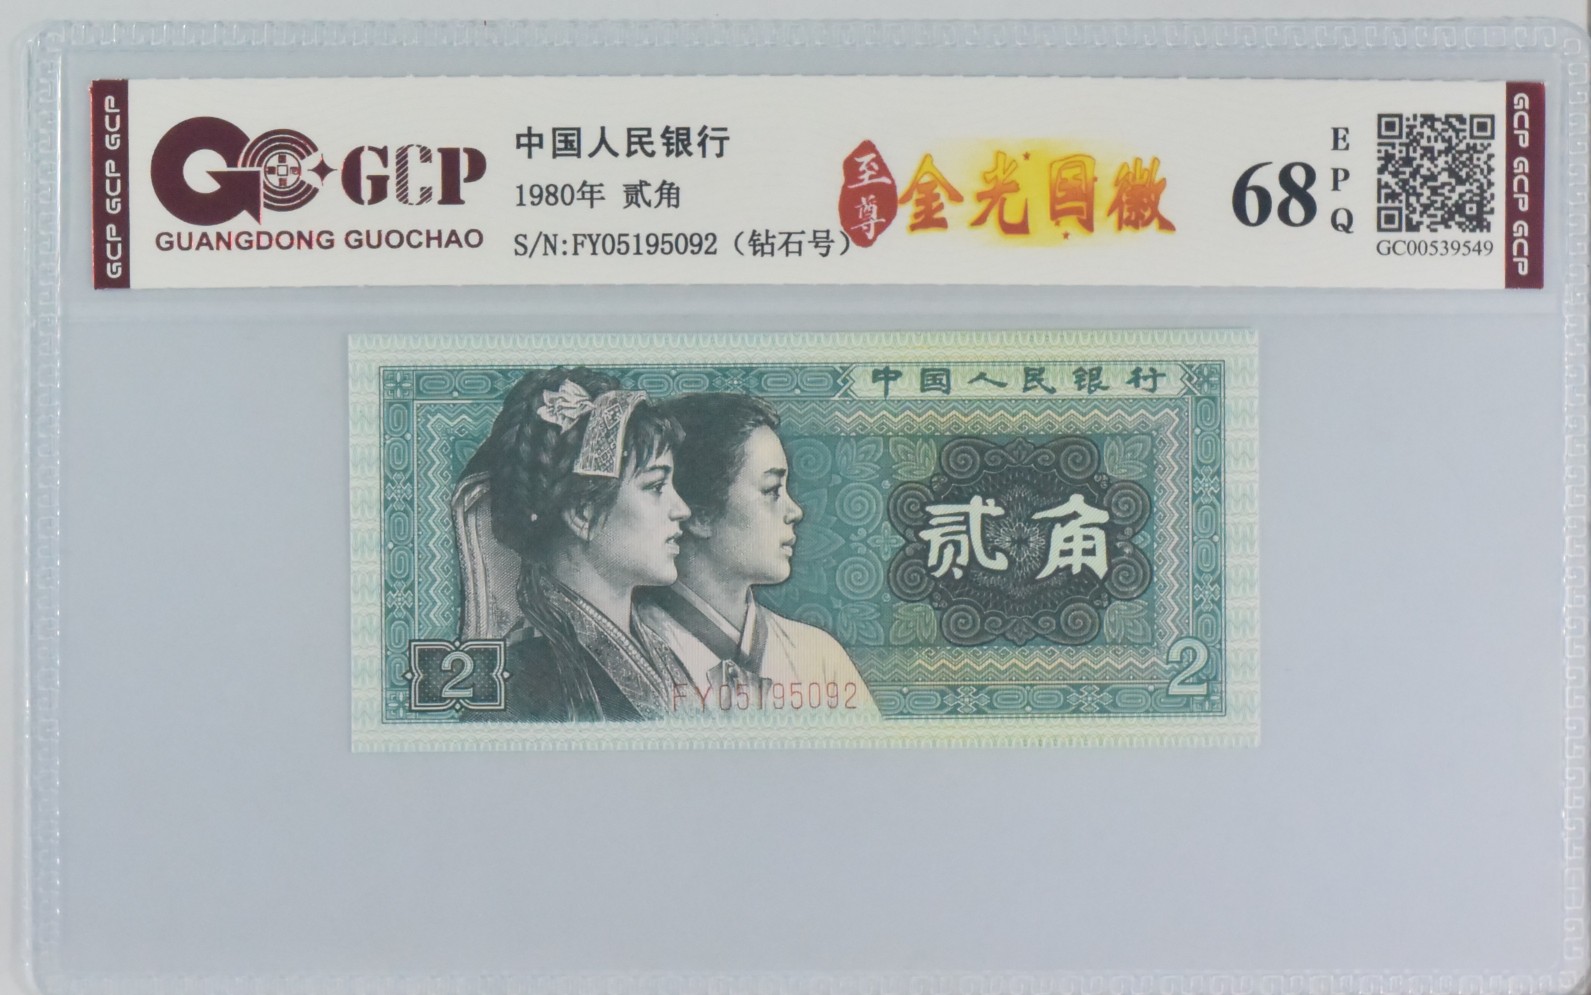 GCP GCP GCP
GCP
GUANGDONG GUOCHAO
中国人民银行
1980年 贰角
S/N:FY05195092（钻石号）
至尊
金光国徽
68
EPQ
GC00539549
GCP GCP GCP
中国人民银行
贰角
2
2
FY05195092